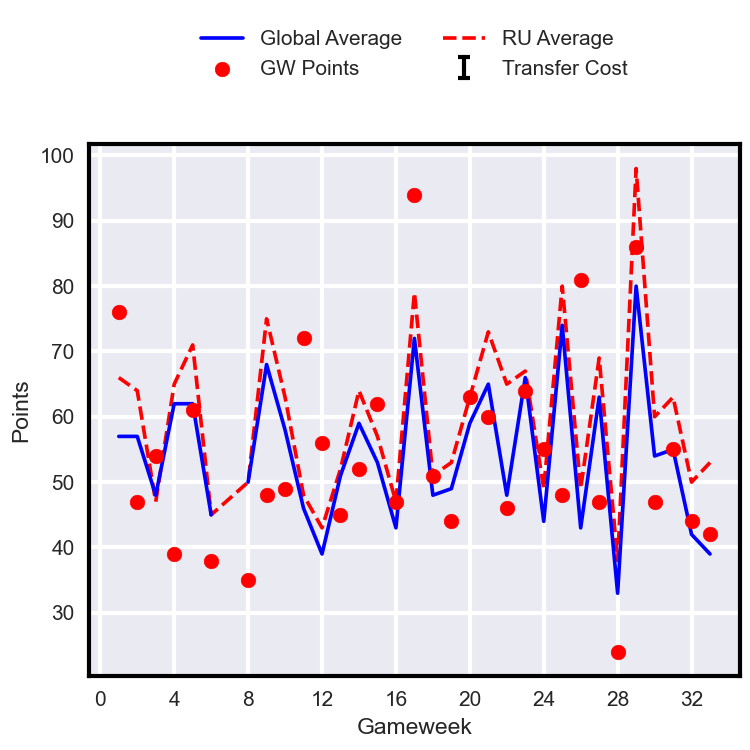 Global Average
RU Average
GW Points
Transfer Cost
100
90
80
70
60
50
40
30
Points
0 4 8 12 16 20 24 28 32
Gameweek